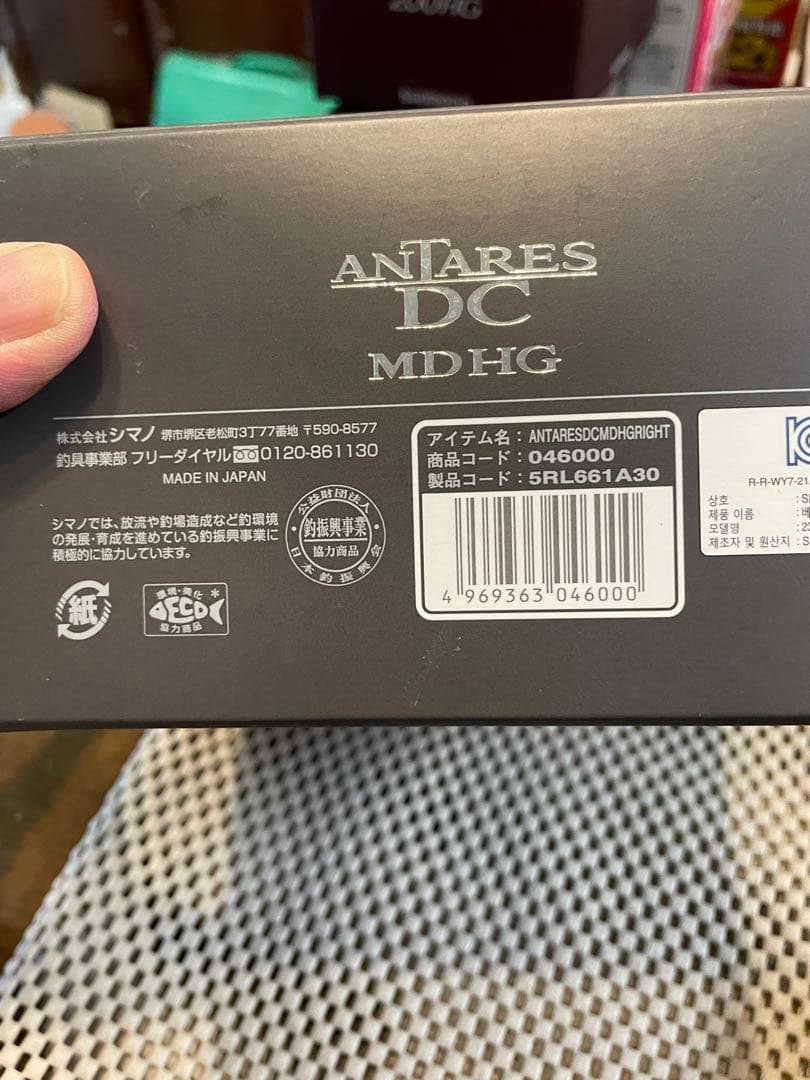 200HG
ANTARES
DC
MD HG
株式会社シマノ 堺市堺区老松町3丁77番地 〒590-8577
釣具事業部 フリーダイヤル 0120-861130
MADE IN JAPAN
シマノでは、放流や釣場造成など釣環境
の発展・育成を進めている釣振興事業に
積極的に協力しています。
公益財団法人
釣振興事業
協力商品
日本釣振興会
紙
環境・美化
ECO
協力商品
アイテム名：ANTARESDCMDHGRIGHT
商品コード：046000
製品コード：5RL661A30
4 969363 046000
R-R-WY7-21
상호 : S
제품 이름 : 베
모델명 : 23
제조자 및 원산지 : S